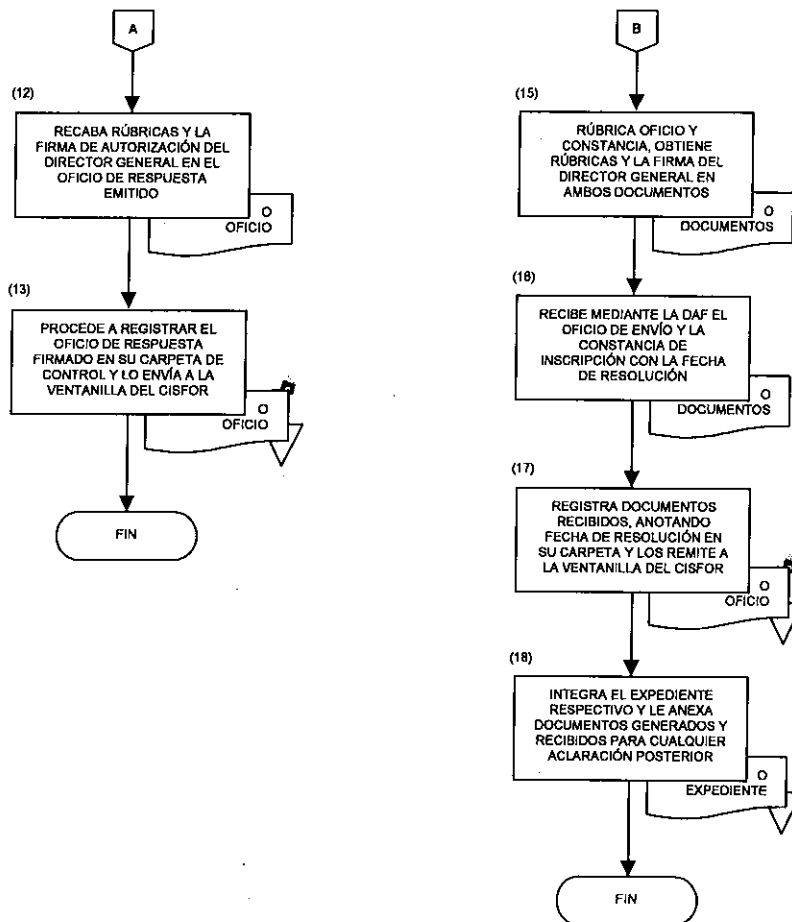 A
(12)
RECABA RÚBRICAS Y LA
FIRMA DE AUTORIZACIÓN DEL
DIRECTOR GENERAL EN EL
OFICIO DE RESPUESTA
EMITIDO
O
OFICIO
(13)
PROCEDE A REGISTRAR EL
OFICIO DE RESPUESTA
FIRMADO EN SU CARPETA DE
CONTROL Y LO ENVÍA A LA
VENTANILLA DEL CISFOR
O
OFICIO
FIN
B
(15)
RÚBRICA OFICIO Y
CONSTANCIA, OBTIENE
RÚBRICAS Y LA FIRMA DEL
DIRECTOR GENERAL EN
AMBOS DOCUMENTOS
O
DOCUMENTOS
(16)
RECIBE MEDIANTE LA DAF EL
OFICIO DE ENVÍO Y LA
CONSTANCIA DE
INSCRIPCIÓN CON LA FECHA
DE RESOLUCIÓN
O
DOCUMENTOS
(17)
REGISTRA DOCUMENTOS
RECIBIDOS, ANOTANDO
FECHA DE RESOLUCIÓN EN
SU CARPETA Y LOS REMITE A
LA VENTANILLA DEL CISFOR
O
OFICIO
(18)
INTEGRA EL EXPEDIENTE
RESPECTIVO Y LE ANEXA
DOCUMENTOS GENERADOS Y
RECIBIDOS PARA CUALQUIER
ACLARACIÓN POSTERIOR
O
EXPEDIENTE
FIN